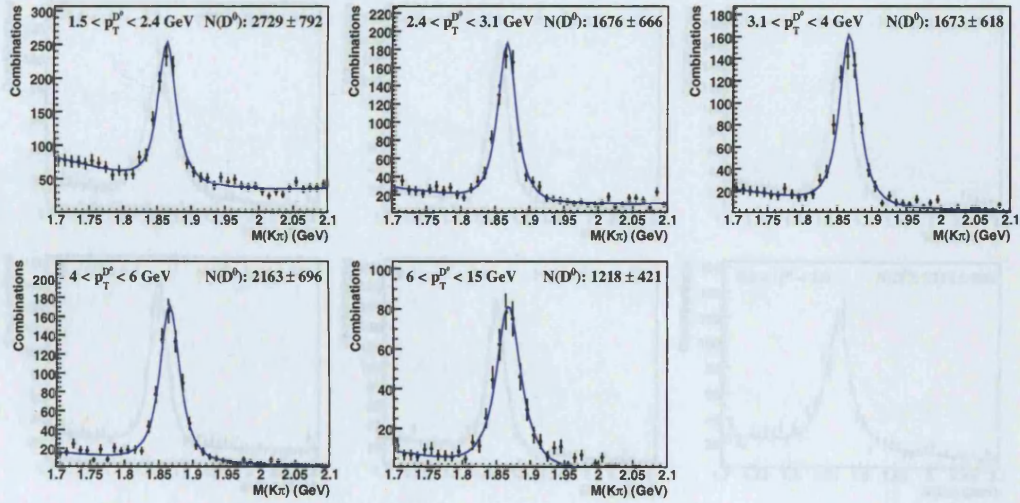 1.5 < p_T^{D^0} < 2.4 GeV N(D^0): 2729 ± 792
Combinations
300
250
200
150
100
50
1.7 1.75 1.8 1.85 1.9 1.95 2 2.05 2.1
M(Kπ) (GeV)
2.4 < p_T^{D^0} < 3.1 GeV N(D^0): 1676 ± 666
Combinations
220
200
180
160
140
120
100
80
60
40
20
1.7 1.75 1.8 1.85 1.9 1.95 2 2.05 2.1
M(Kπ) (GeV)
3.1 < p_T^{D^0} < 4 GeV N(D^0): 1673 ± 618
Combinations
180
160
140
120
100
80
60
40
20
1.7 1.75 1.8 1.85 1.9 1.95 2 2.05 2.1
M(Kπ) (GeV)
4 < p_T^{D^0} < 6 GeV N(D^0): 2163 ± 696
Combinations
200
180
160
140
120
100
80
60
40
20
1.7 1.75 1.8 1.85 1.9 1.95 2 2.05 2.1
M(Kπ) (GeV)
6 < p_T^{D^0} < 15 GeV N(D^0): 1218 ± 421
Combinations
100
80
60
40
20
1.7 1.75 1.8 1.85 1.9 1.95 2 2.05 2.1
M(Kπ) (GeV)